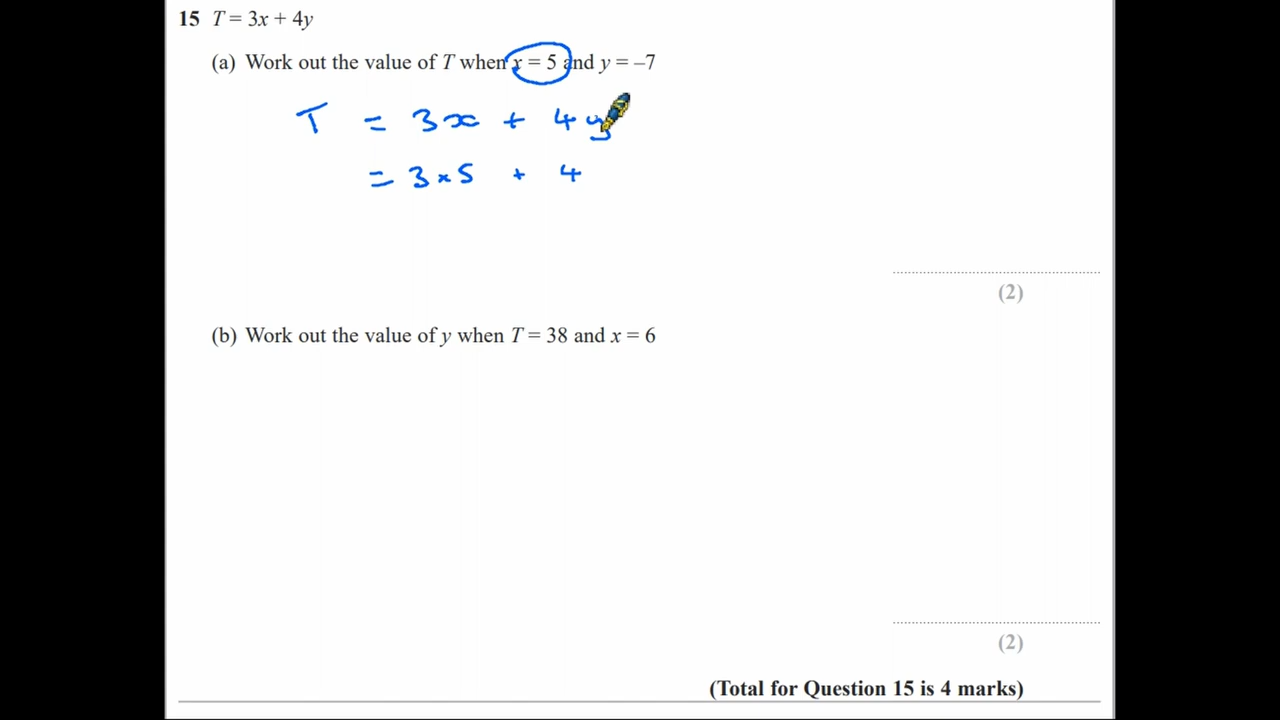 15 T = 3x + 4y
(a) Work out the value of T when x = 5 and y = –7
T = 3x + 4y
= 3×5 + 4
(2)
(b) Work out the value of y when T = 38 and x = 6
(2)
(Total for Question 15 is 4 marks)